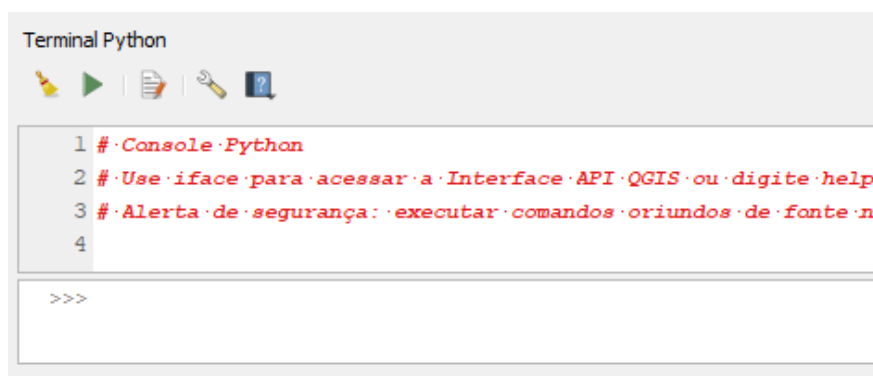 Terminal Python
1 # Console Python
2 # Use iface para acessar a Interface API QGIS ou digite help
3 # Alerta de segurança: executar comandos oriundos de fonte n
4
>>>